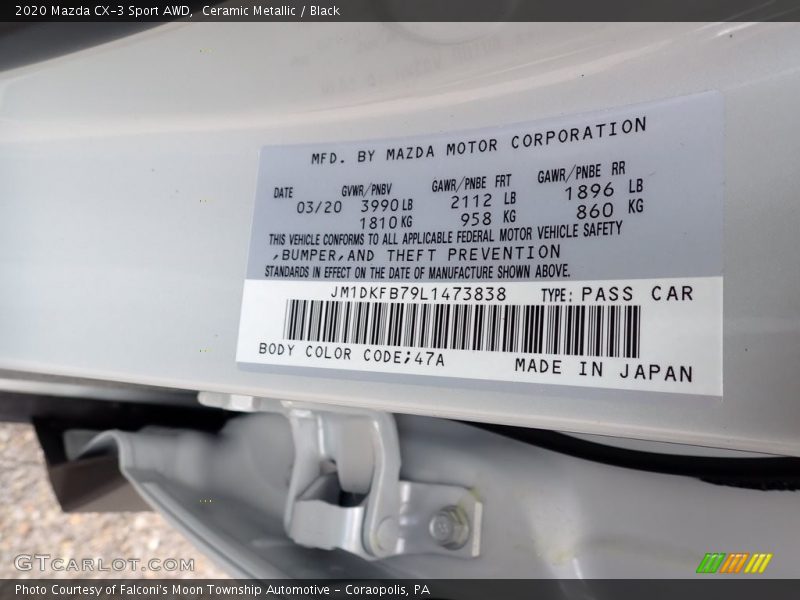 2020 Mazda CX-3 Sport AWD, Ceramic Metallic / Black
MFD. BY MAZDA MOTOR CORPORATION
DATE GVWR/PNBV GAWR/PNBE FRT GAWR/PNBE RR
03/20 3990 LB 2112 LB 1896 LB
1810 KG 958 KG 860 KG
THIS VEHICLE CONFORMS TO ALL APPLICABLE FEDERAL MOTOR VEHICLE SAFETY
,BUMPER,AND THEFT PREVENTION
STANDARDS IN EFFECT ON THE DATE OF MANUFACTURE SHOWN ABOVE.
JM1DKFB79L1473838 TYPE: PASS CAR
BODY COLOR CODE;47A MADE IN JAPAN
GTCARLOT.COM
Photo Courtesy of Falconi's Moon Township Automotive - Coraopolis, PA